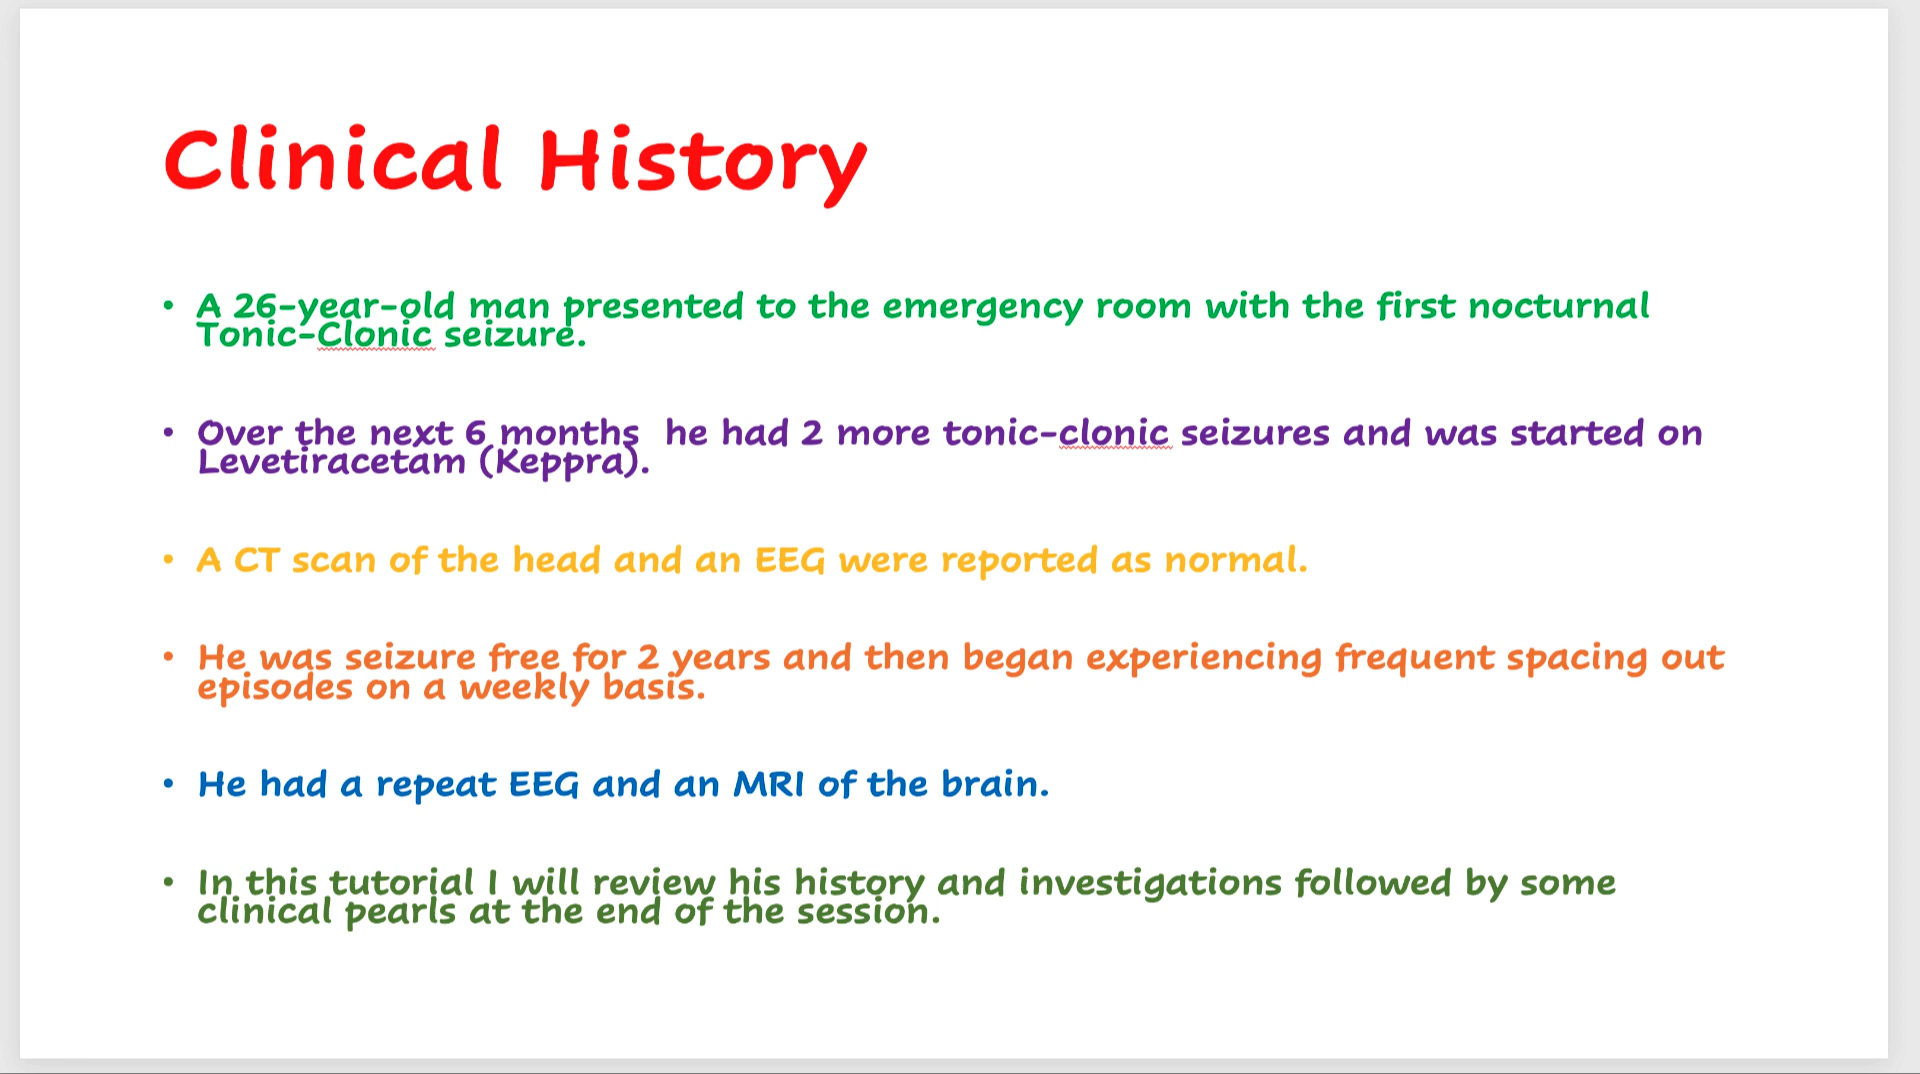 Clinical History
• A 26-year-old man presented to the emergency room with the first nocturnal
Tonic-Clonic seizure.
• Over the next 6 months  he had 2 more tonic-clonic seizures and was started on
Levetiracetam (Keppra).
• A CT scan of the head and an EEG were reported as normal.
• He was seizure free for 2 years and then began experiencing frequent spacing out
episodes on a weekly basis.
• He had a repeat EEG and an MRI of the brain.
• In this tutorial I will review his history and investigations followed by some
clinical pearls at the end of the session.